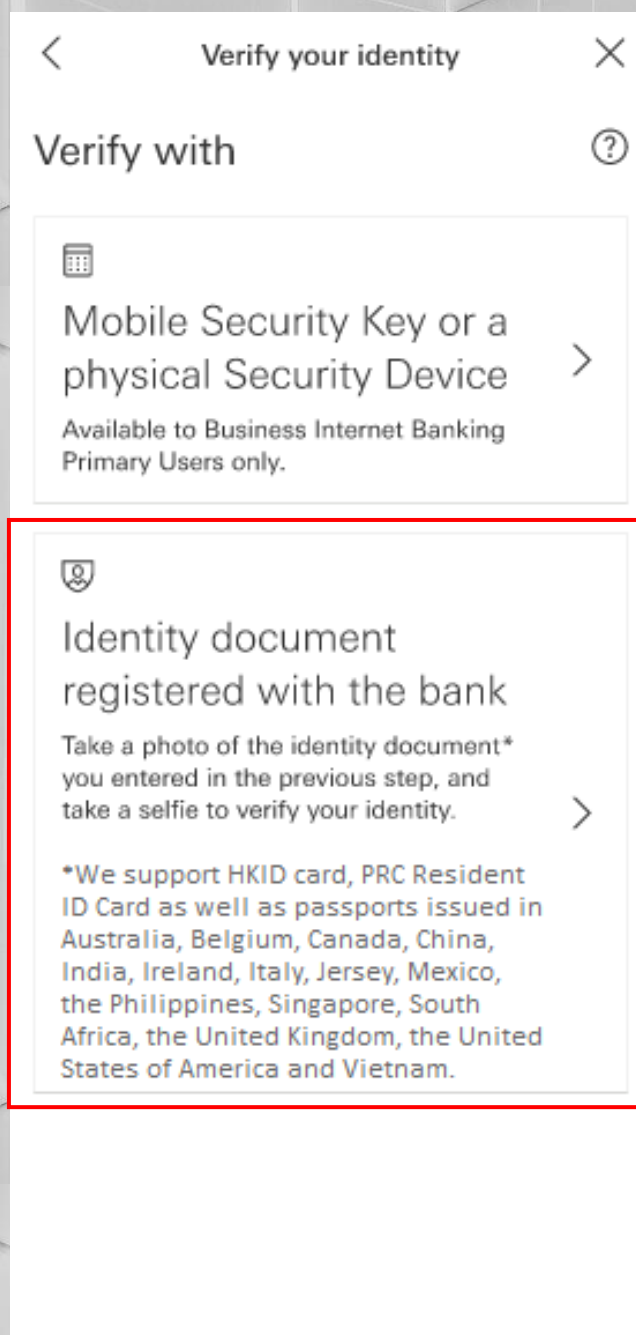 Verify your identity
Verify with
Mobile Security Key or a
physical Security Device
Available to Business Internet Banking
Primary Users only.
Identity document
registered with the bank
Take a photo of the identity document*
you entered in the previous step, and
take a selfie to verify your identity.
*We support HKID card, PRC Resident
ID Card as well as passports issued in
Australia, Belgium, Canada, China,
India, Ireland, Italy, Jersey, Mexico,
the Philippines, Singapore, South
Africa, the United Kingdom, the United
States of America and Vietnam.